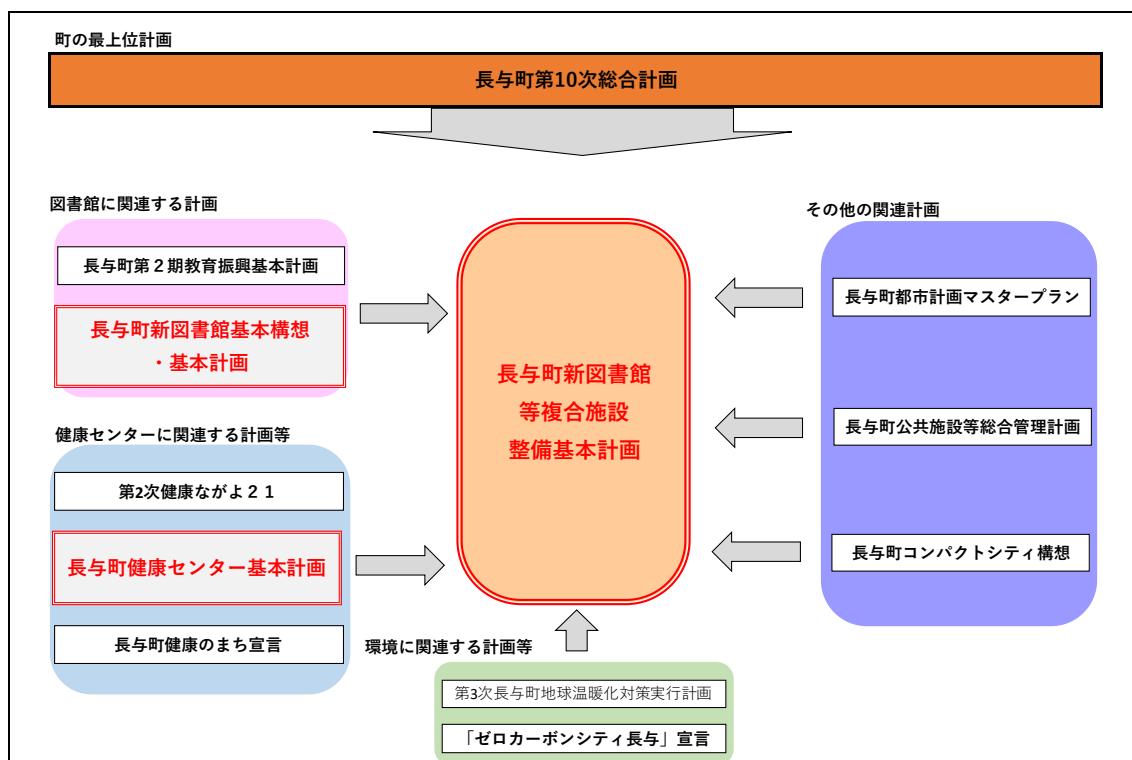 町の最上位計画
長与町第10次総合計画
図書館に関連する計画
長与町第２期教育振興基本計画
長与町新図書館基本構想
・基本計画
健康センターに関連する計画等
第2次健康ながよ２１
長与町健康センター基本計画
長与町健康のまち宣言
長与町新図書館
等複合施設
整備基本計画
その他の関連計画
長与町都市計画マスタープラン
長与町公共施設等総合管理計画
長与町コンパクトシティ構想
環境に関連する計画等
第3次長与町地球温暖化対策実行計画
「ゼロカーボンシティ長与」宣言